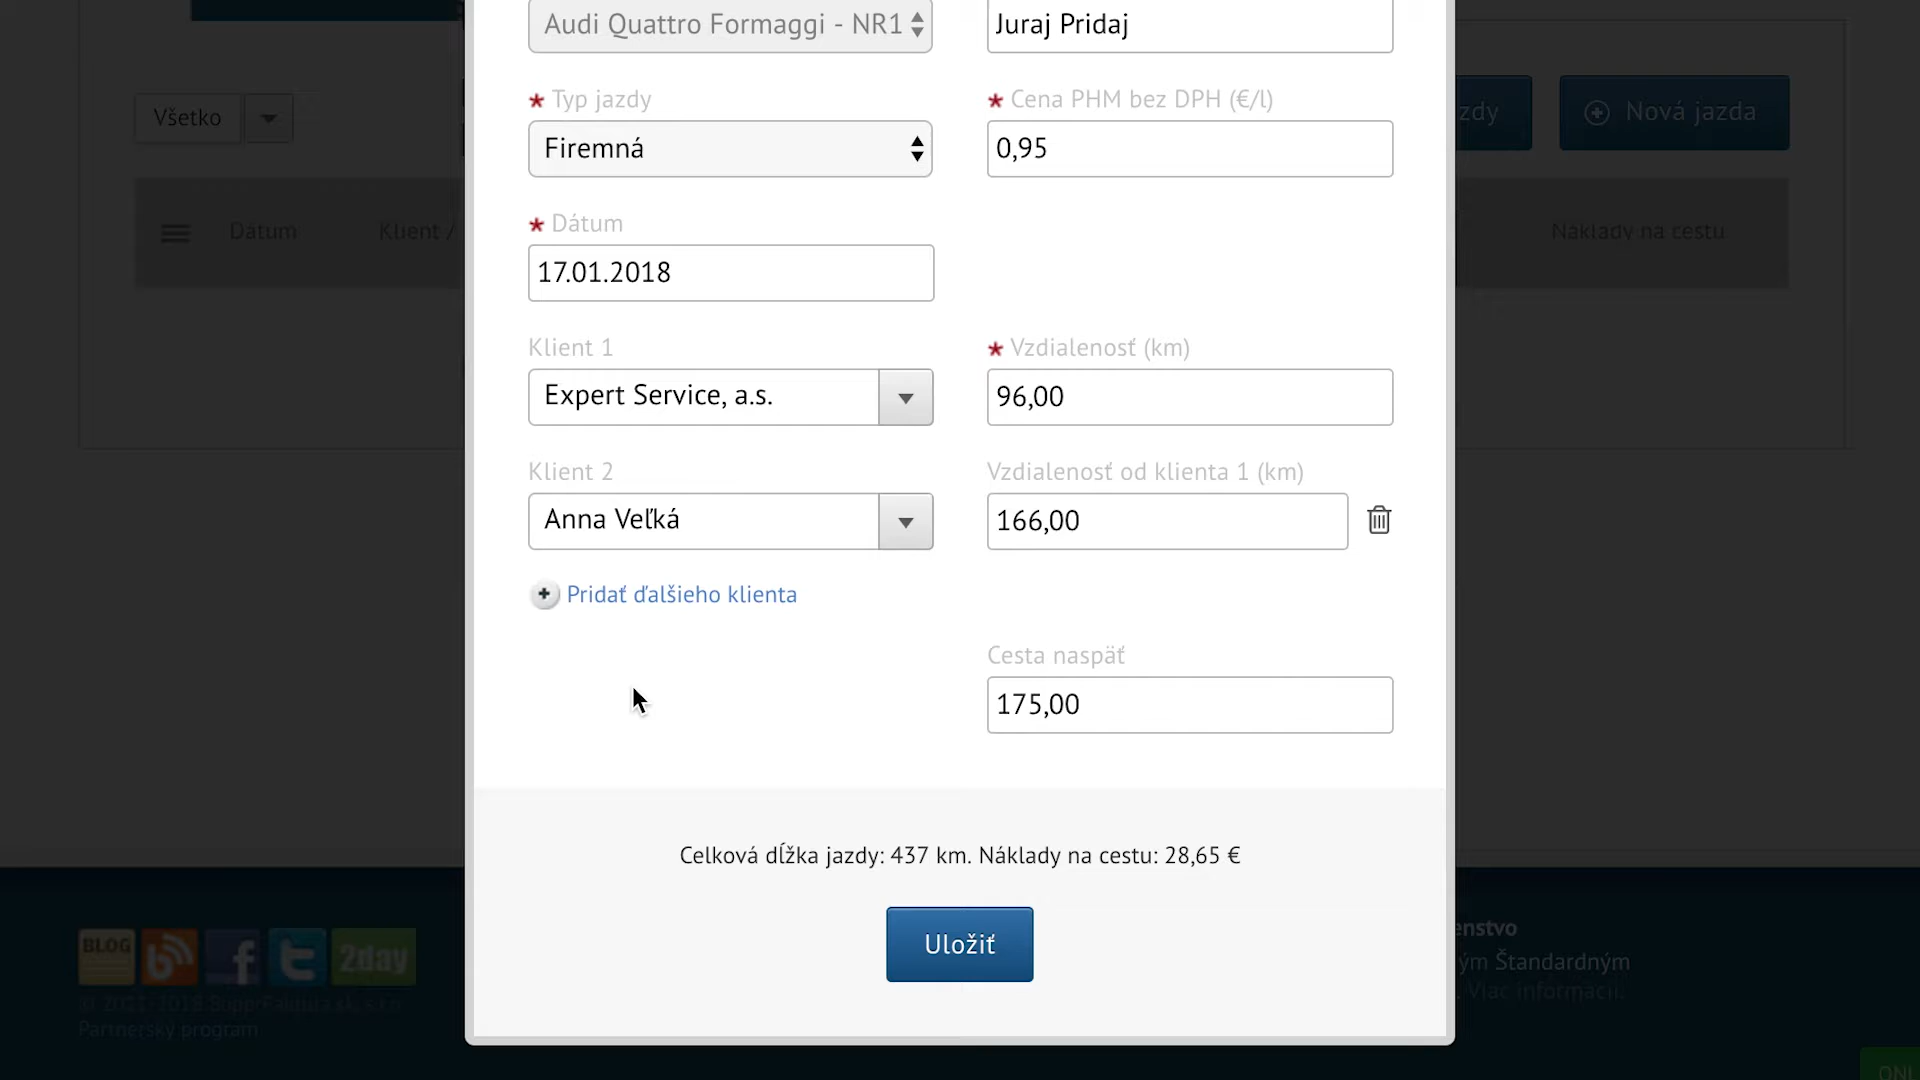 Audi Quattro Formaggi - NR1
Juraj Pridaj
* Typ jazdy
* Cena PHM bez DPH (€/l)
Všetko
zdy
Nová jazda
Firemná
0,95
* Dátum
Dátum
Klient /
Náklady na cestu
17.01.2018
Klient 1
* Vzdialenosť (km)
Expert Service, a.s.
96,00
Klient 2
Vzdialenosť od klienta 1 (km)
Anna Veľká
166,00
Pridať ďalšieho klienta
Cesta naspäť
175,00
Celková dĺžka jazdy: 437 km. Náklady na cestu: 28,65 €
Uložiť
BLOG
2day
enstvo
ým Štandardným
. Viac informácií.
Partnerský program
ONL